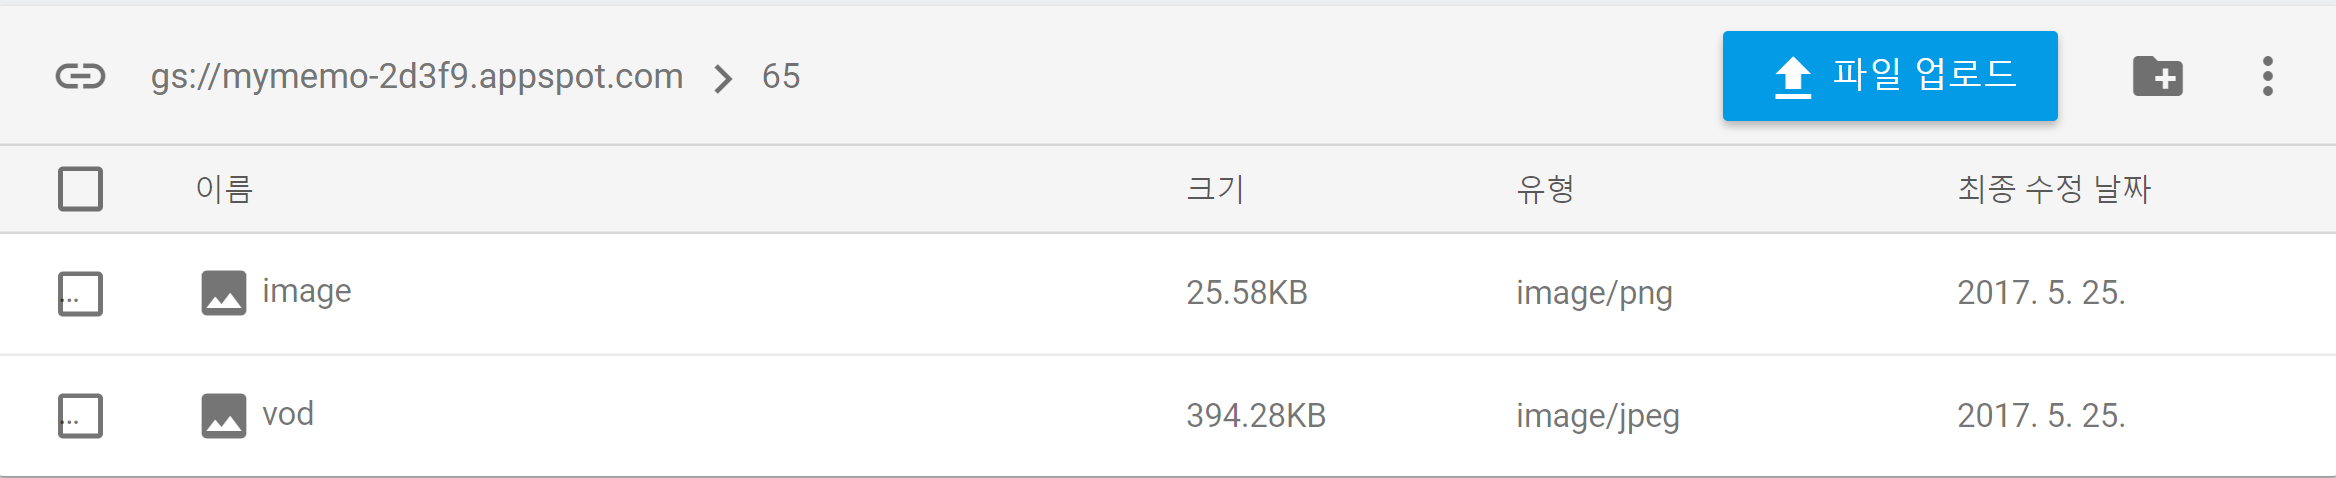 gs://mymemo-2d3f9.appspot.com > 65 파일 업로드
이름 크기 유형 최종 수정 날짜
... image 25.58KB image/png 2017. 5. 25.
... vod 394.28KB image/jpeg 2017. 5. 25.